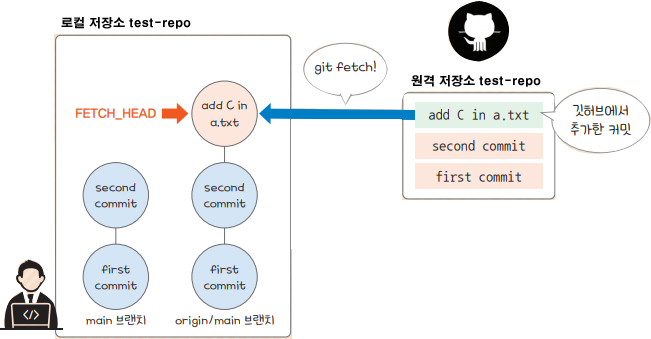 로컬 저장소 test-repo
git fetch!
원격 저장소 test-repo
FETCH_HEAD
add C in
a.txt
add C in a.txt
second commit
first commit
깃허브에서
추가한 커밋
second
commit
second
commit
first
commit
first
commit
main 브랜치
origin/main 브랜치
</>